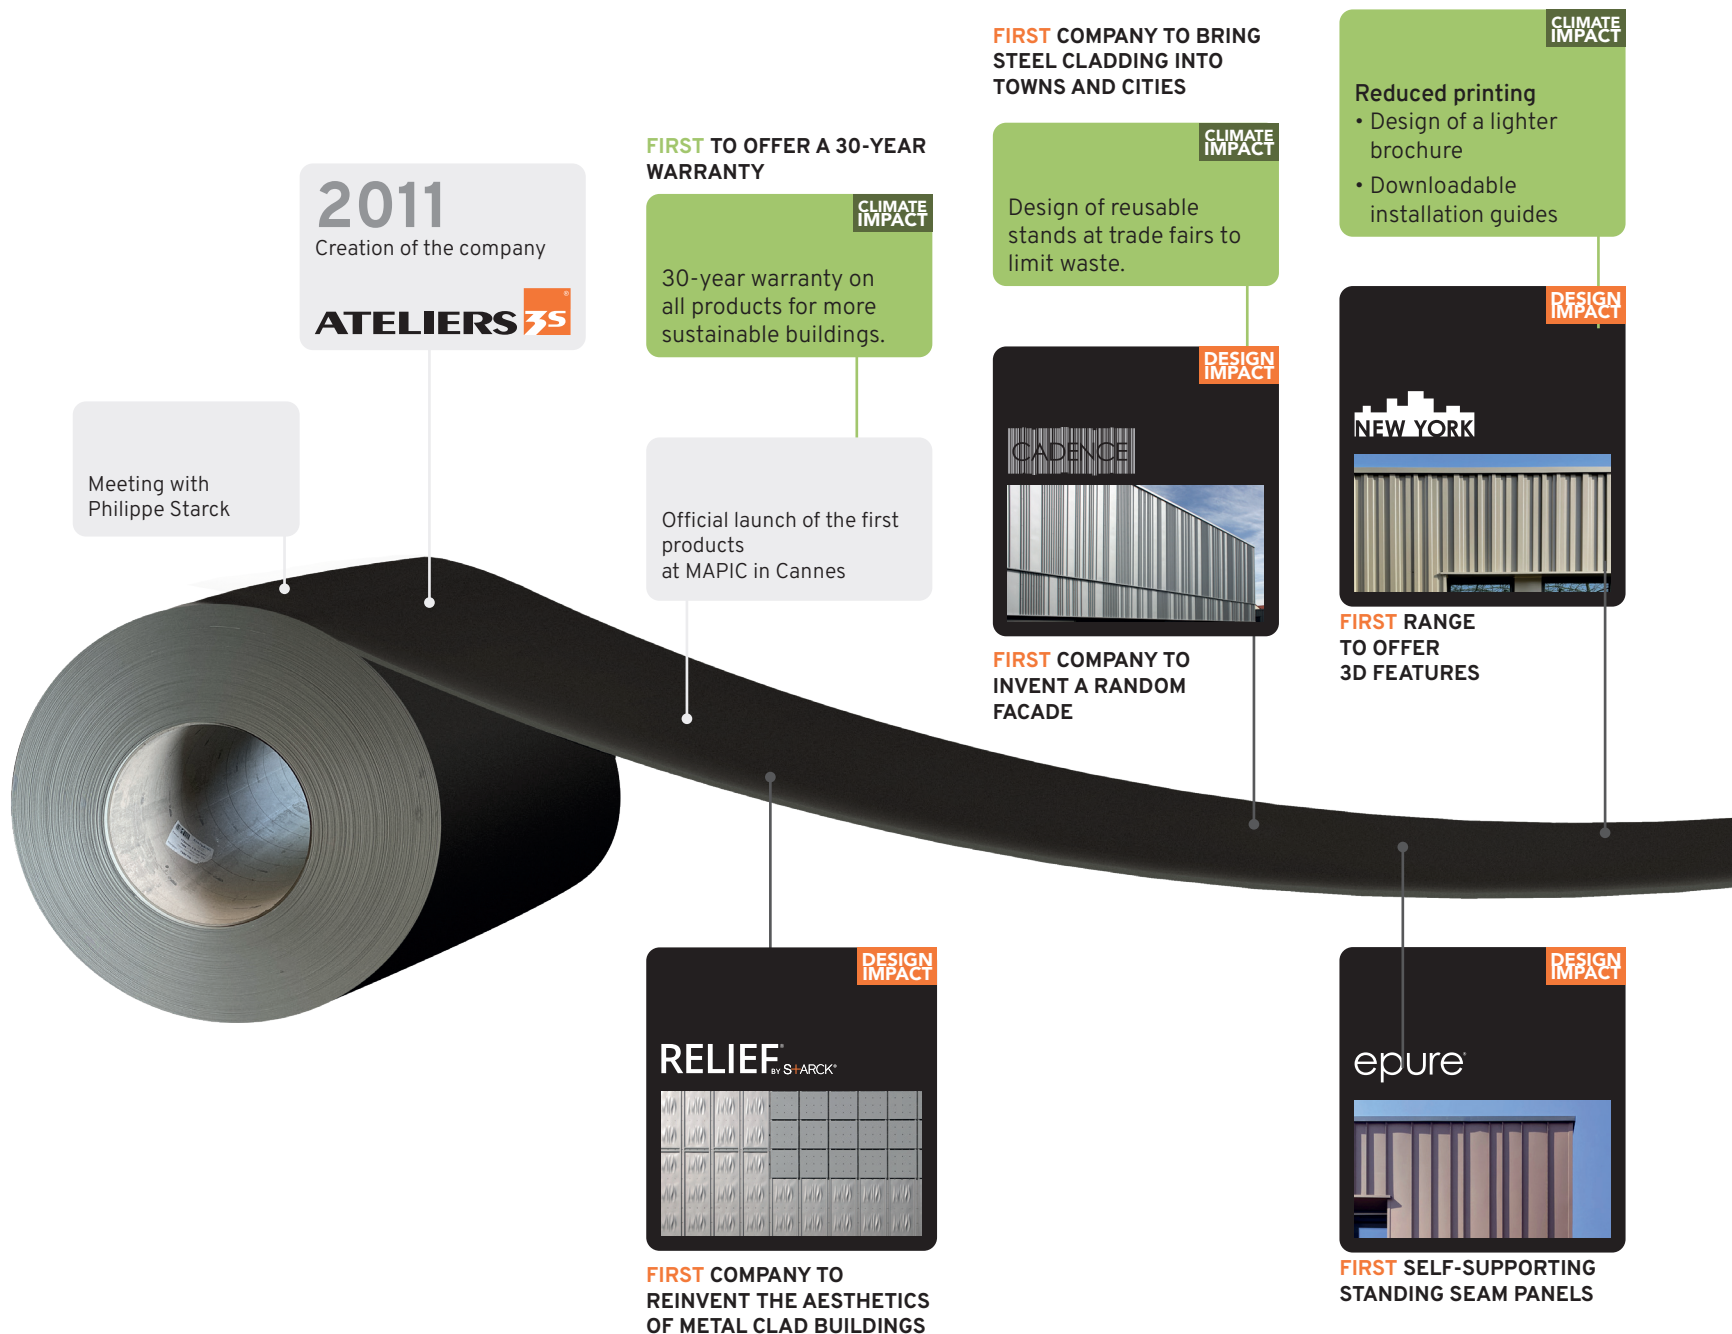 Meeting with
Philippe Starck
2011
Creation of the company
ATELIERS 3S®
FIRST TO OFFER A 30-YEAR
WARRANTY
CLIMATE
IMPACT
30-year warranty on
all products for more
sustainable buildings.
Official launch of the first
products
at MAPIC in Cannes
DESIGN
IMPACT
RELIEF® BY STARCK®
FIRST COMPANY TO
REINVENT THE AESTHETICS
OF METAL CLAD BUILDINGS
FIRST COMPANY TO BRING
STEEL CLADDING INTO
TOWNS AND CITIES
CLIMATE
IMPACT
Design of reusable
stands at trade fairs to
limit waste.
DESIGN
IMPACT
CADENCE
FIRST COMPANY TO
INVENT A RANDOM
FACADE
CLIMATE
IMPACT
Reduced printing
• Design of a lighter
brochure
• Downloadable
installation guides
DESIGN
IMPACT
NEW YORK
FIRST RANGE
TO OFFER
3D FEATURES
DESIGN
IMPACT
epure®
FIRST SELF-SUPPORTING
STANDING SEAM PANELS